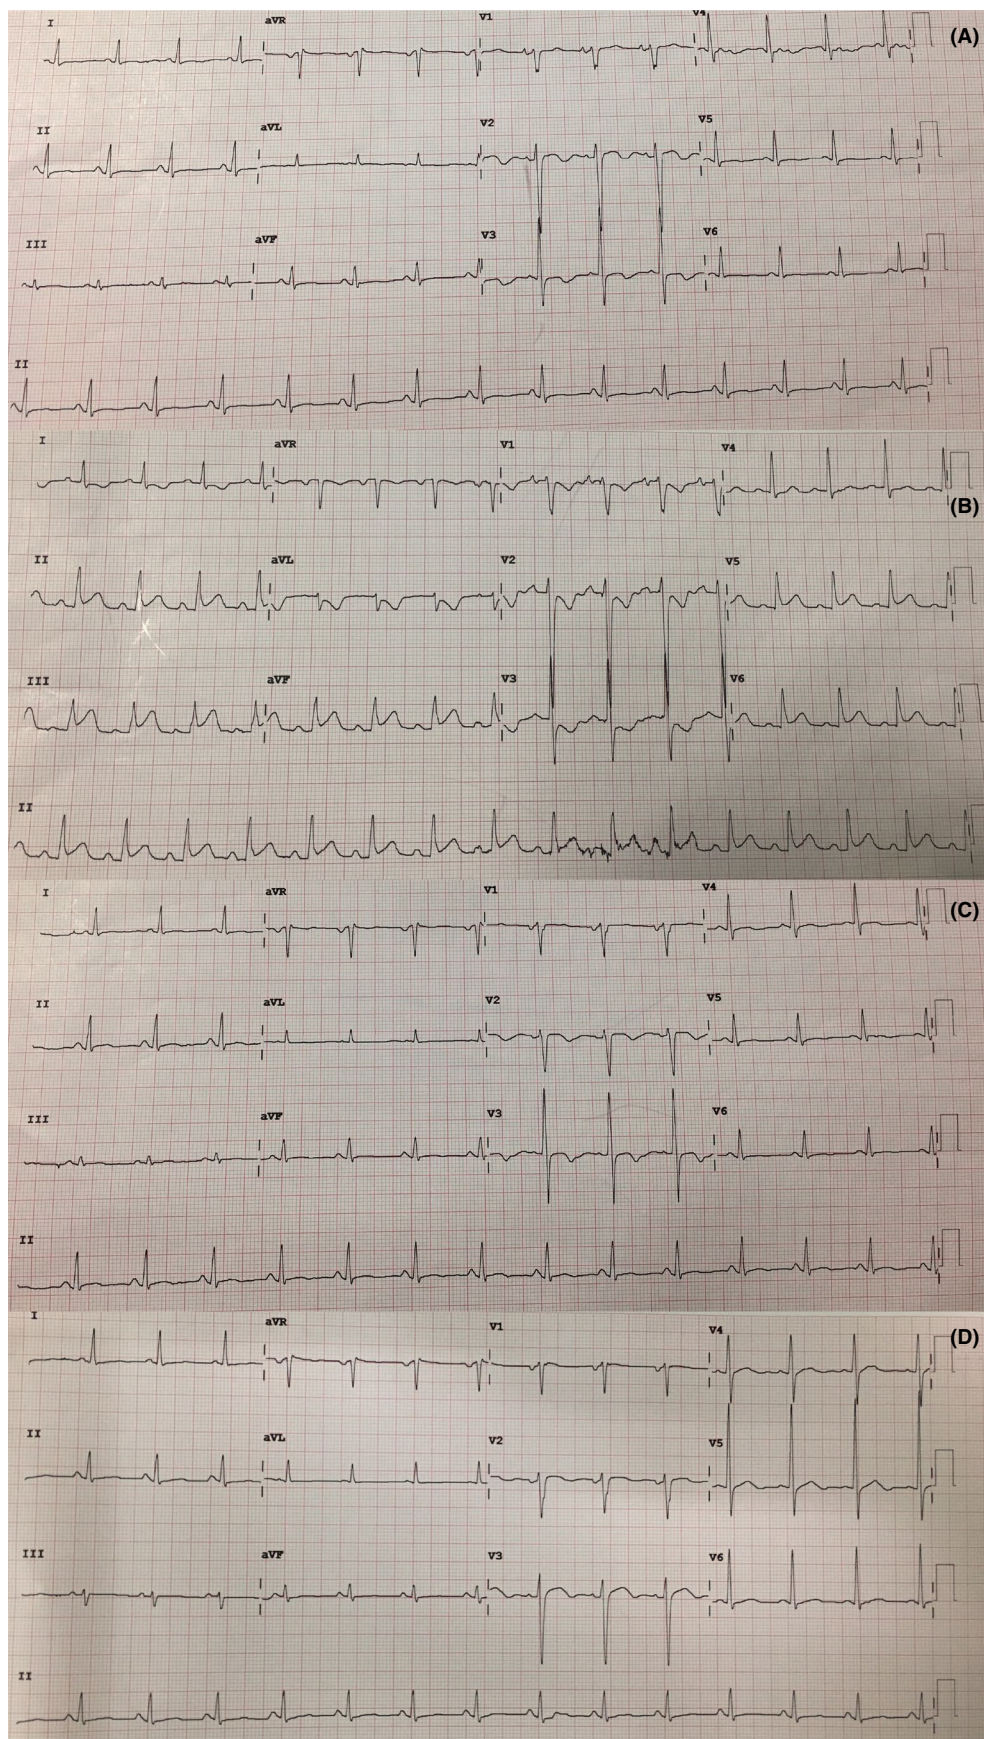 I aVR V1 V4
(A)
II aVL V2 V5
III aVF V3 V6
II
I aVR V1 V4
(B)
II aVL V2 V5
III aVF V3 V6
II
I aVR V1 V4
(C)
II aVL V2 V5
III aVF V3 V6
II
I aVR V1 V4
(D)
II aVL V2 V5
III aVF V3 V6
II